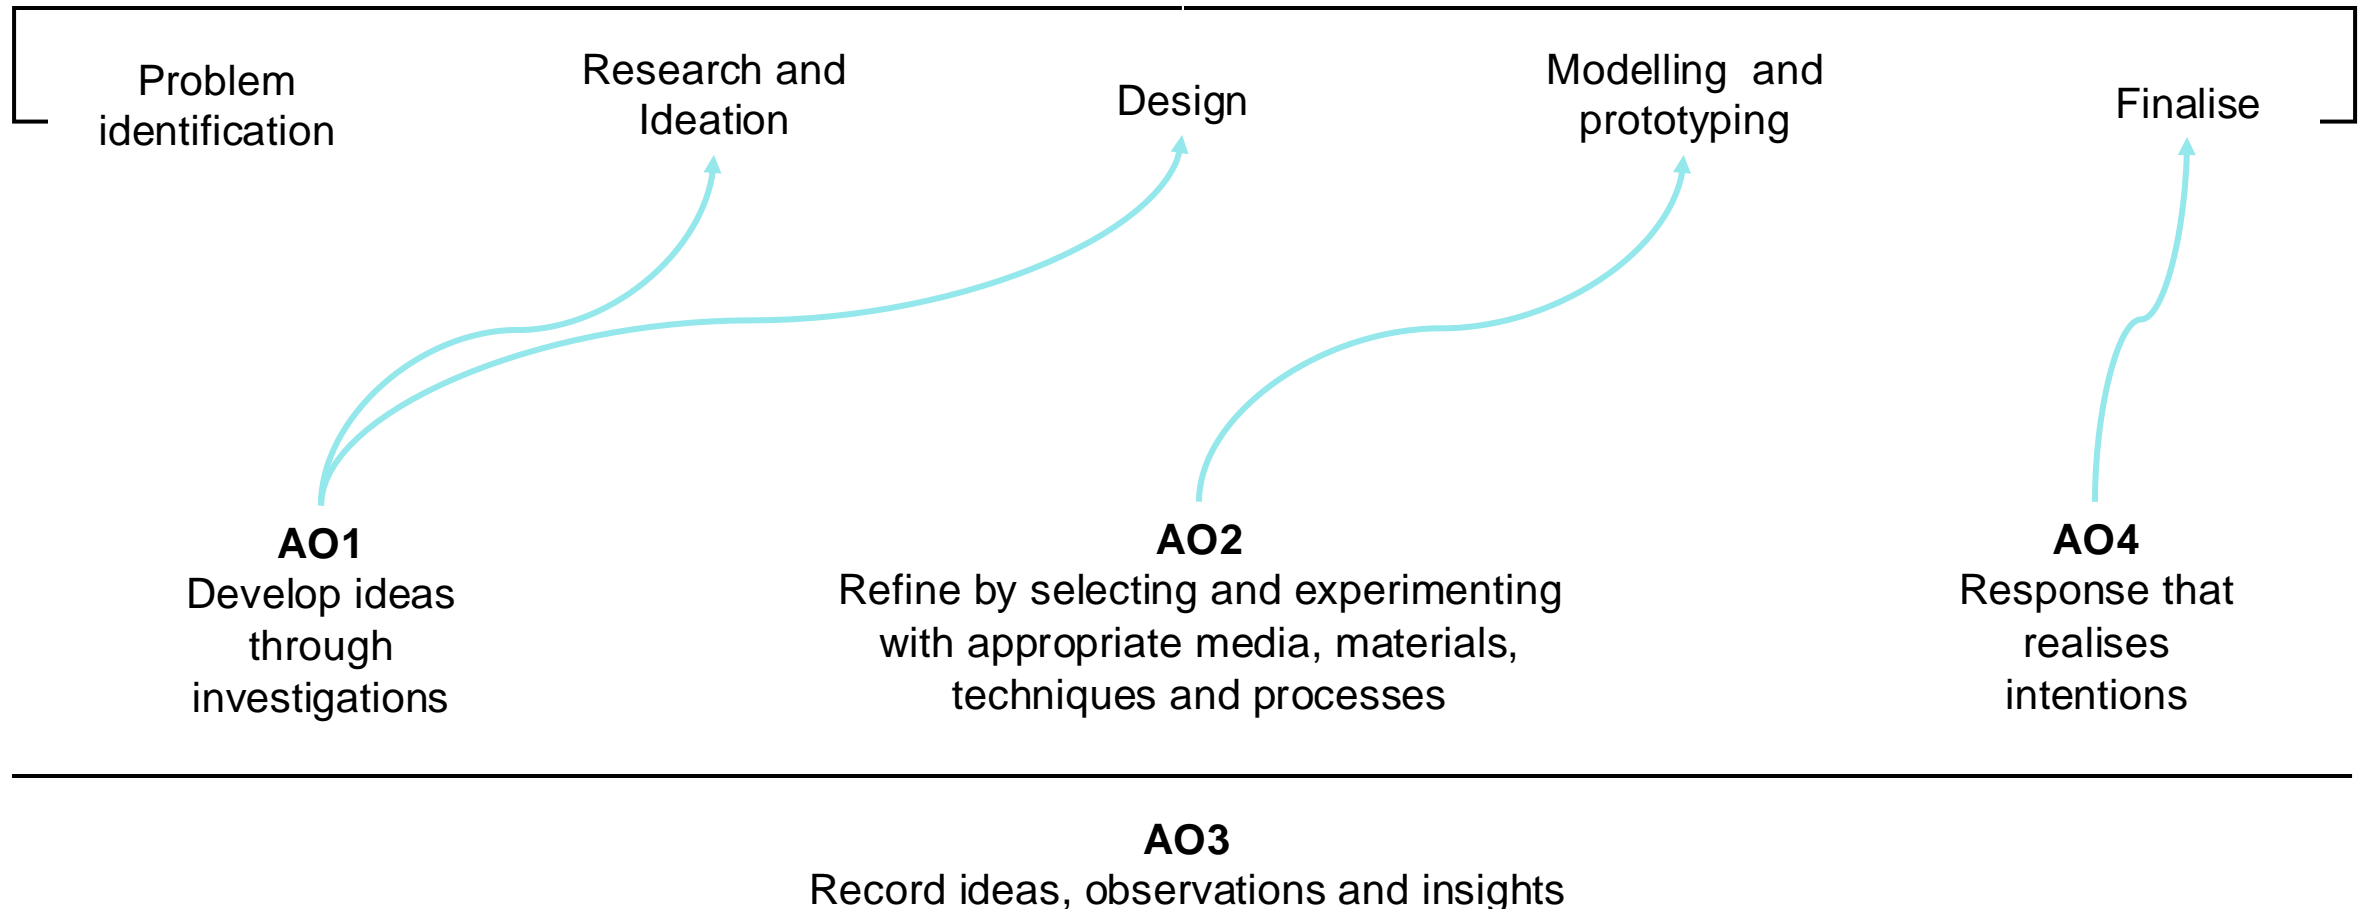 Problem
identification
Research and
Ideation
Design
Modelling  and
prototyping
Finalise
AO1
Develop ideas
through
investigations
AO2
Refine by selecting and experimenting
with appropriate media, materials,
techniques and processes
AO4
Response that
realises
intentions
AO3
Record ideas, observations and insights